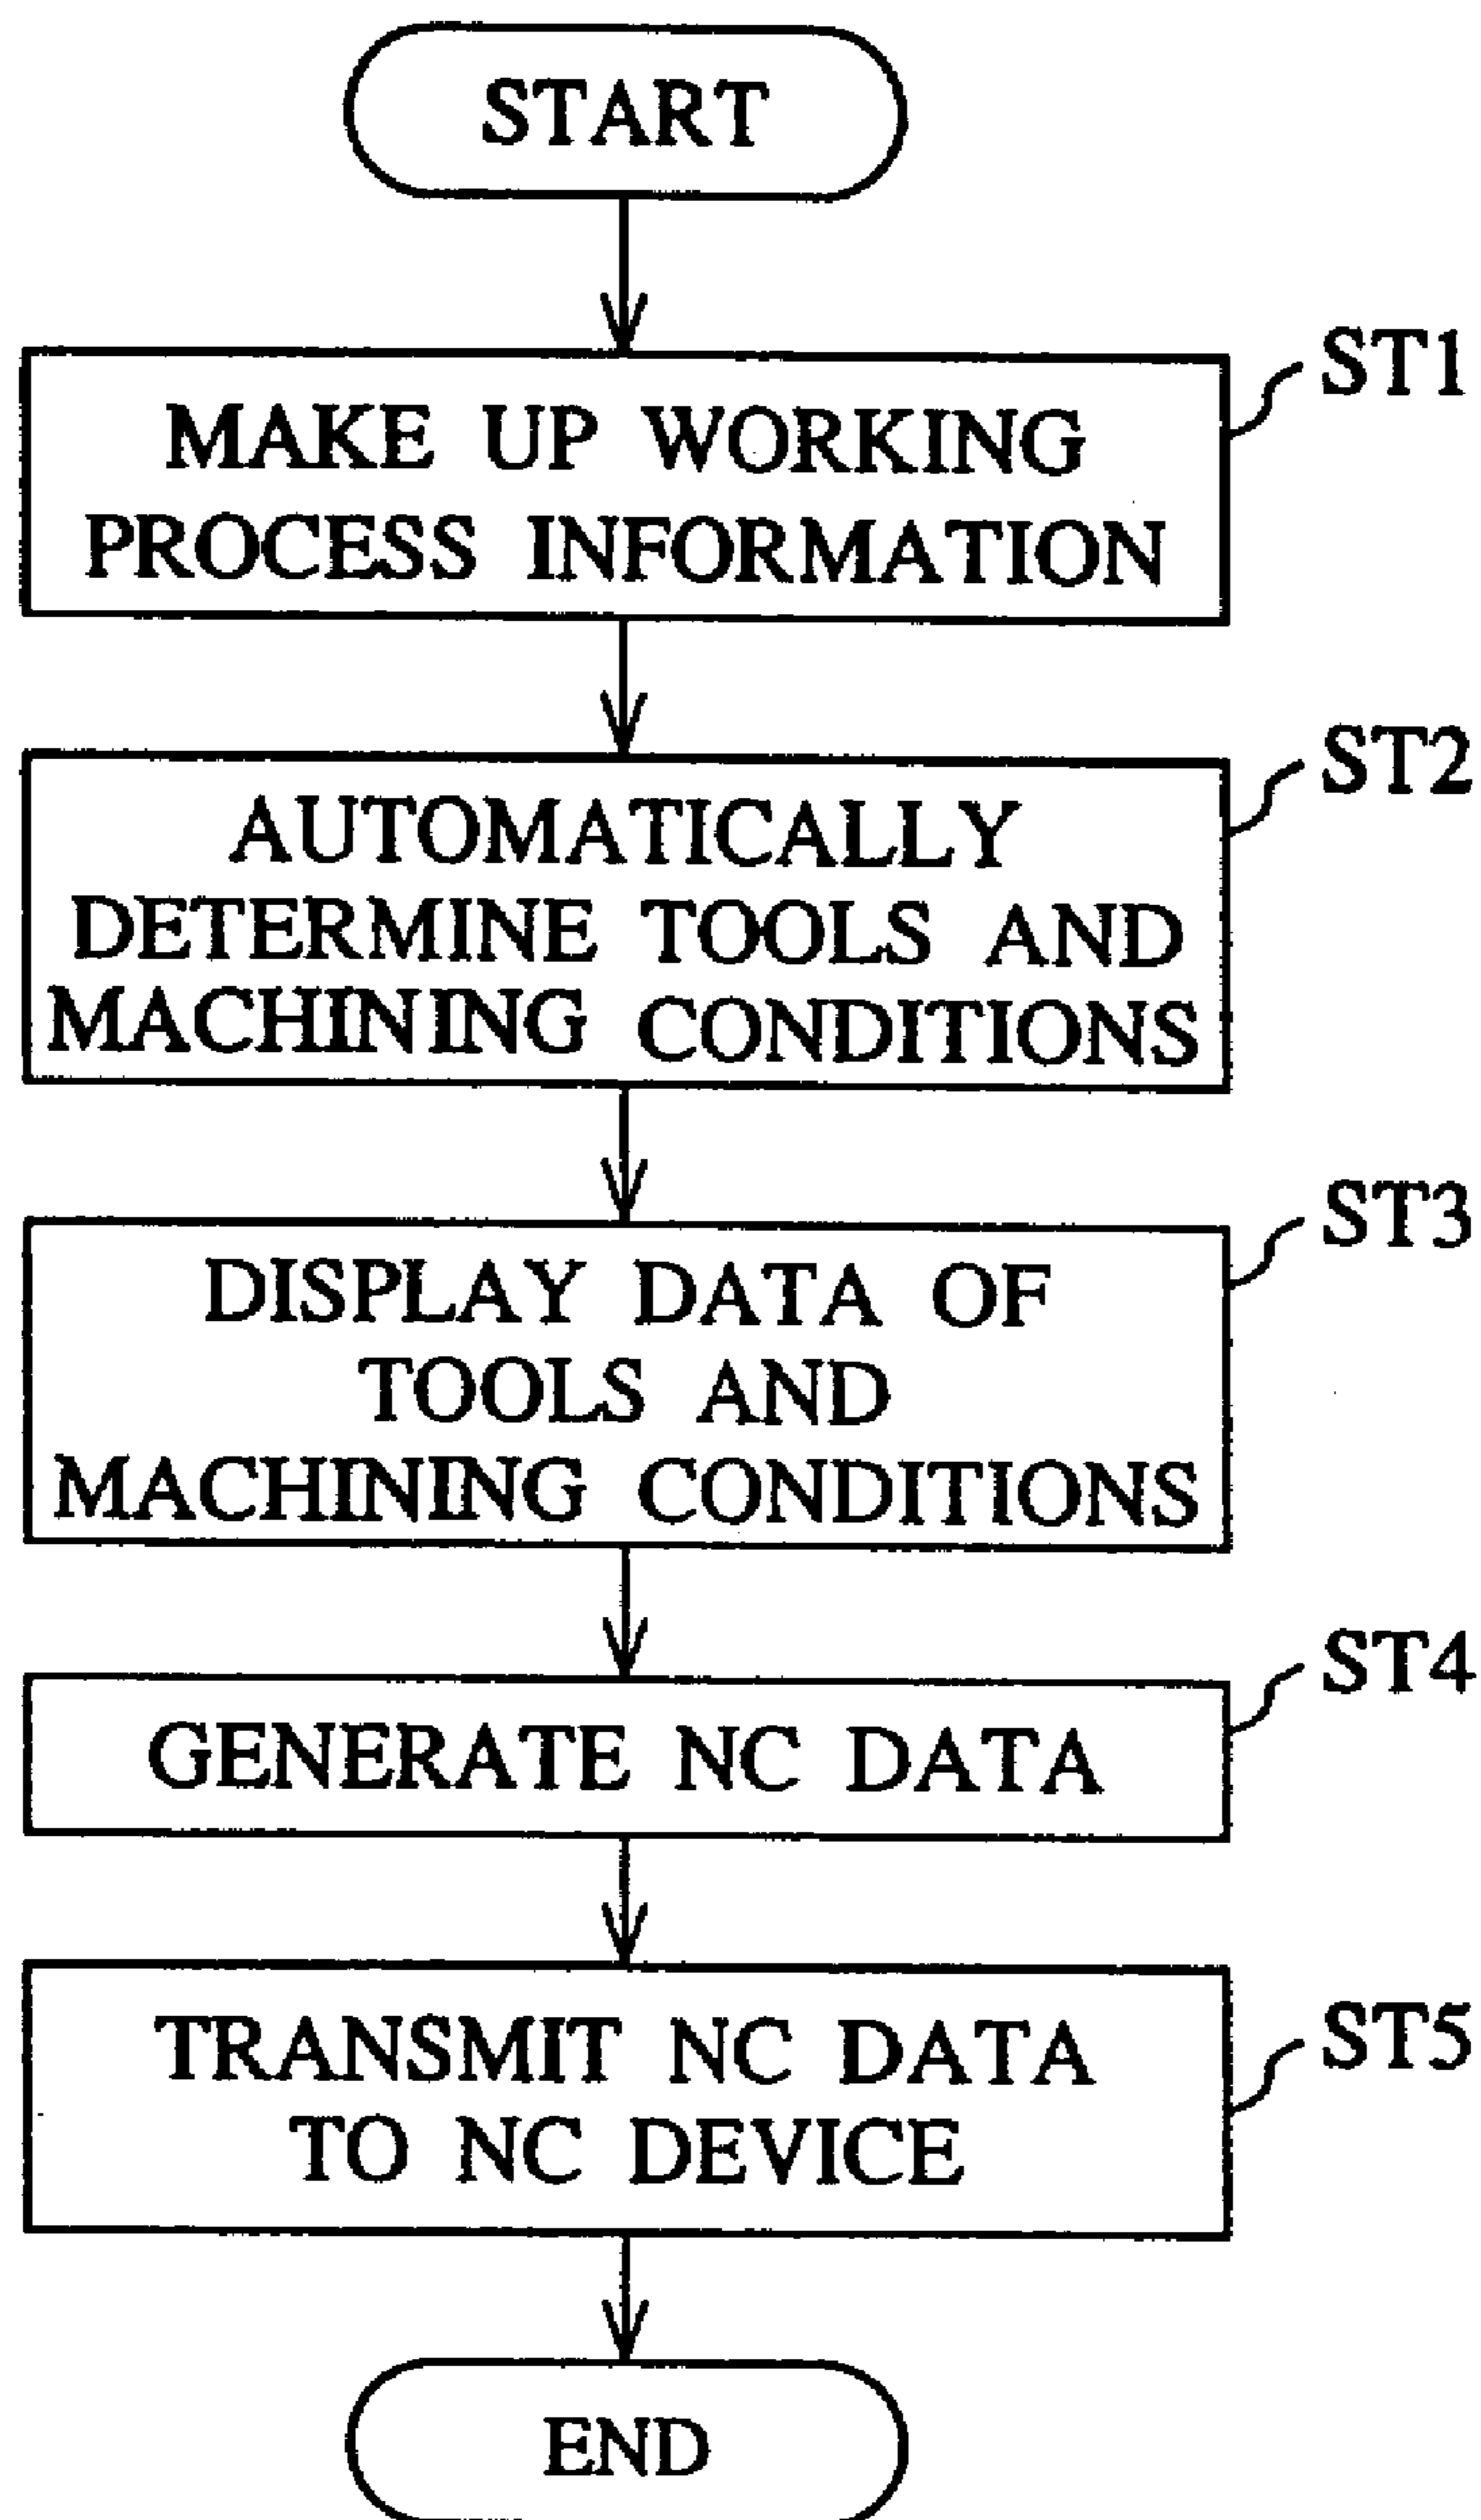 START
ST1
MAKE UP WORKING
PROCESS INFORMATION
ST2
AUTOMATICALLY
DETERMINE TOOLS AND
MACHINING CONDITIONS
ST3
DISPLAY DATA OF
TOOLS AND
MACHINING CONDITIONS
ST4
GENERATE NC DATA
ST5
TRANSMIT NC DATA
TO NC DEVICE
END